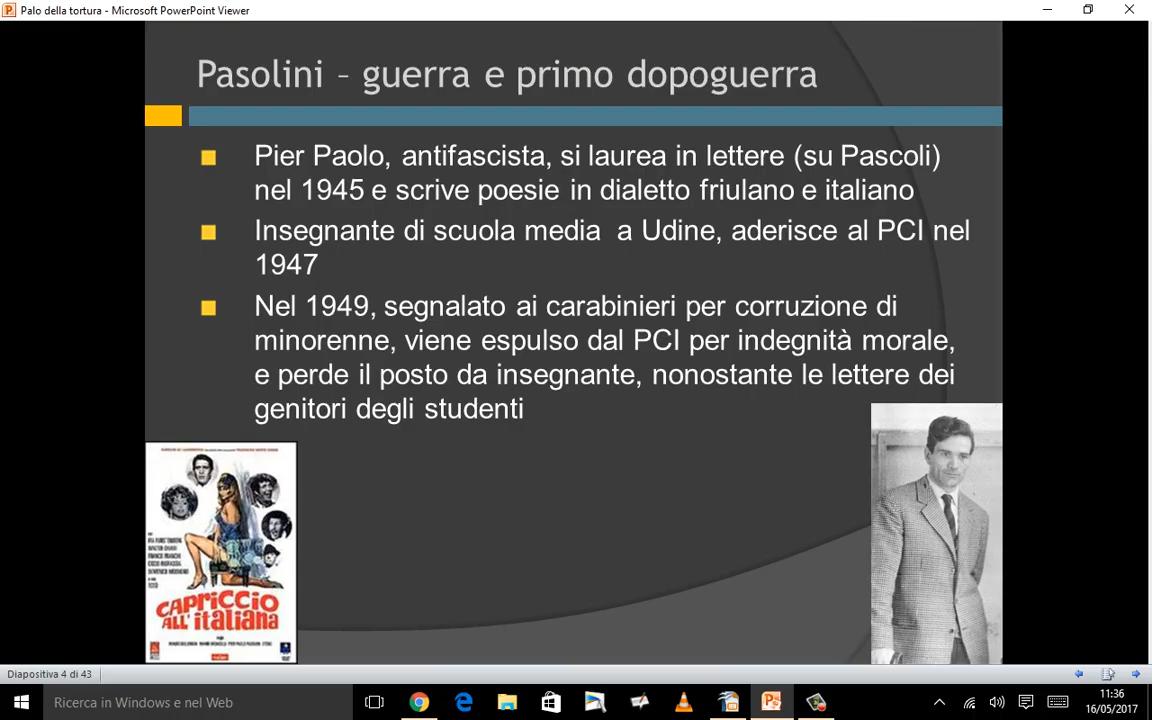 Palo della tortura - Microsoft PowerPoint Viewer
Pasolini – guerra e primo dopoguerra
Pier Paolo, antifascista, si laurea in lettere (su Pascoli)
nel 1945 e scrive poesie in dialetto friulano e italiano
Insegnante di scuola media  a Udine, aderisce al PCI nel
1947
Nel 1949, segnalato ai carabinieri per corruzione di
minorenne, viene espulso dal PCI per indegnità morale,
e perde il posto da insegnante, nonostante le lettere dei
genitori degli studenti
CAPRICCIO
ALL'italiana
Diapositiva 4 di 43
Ricerca in Windows e nel Web
11:36
16/05/2017